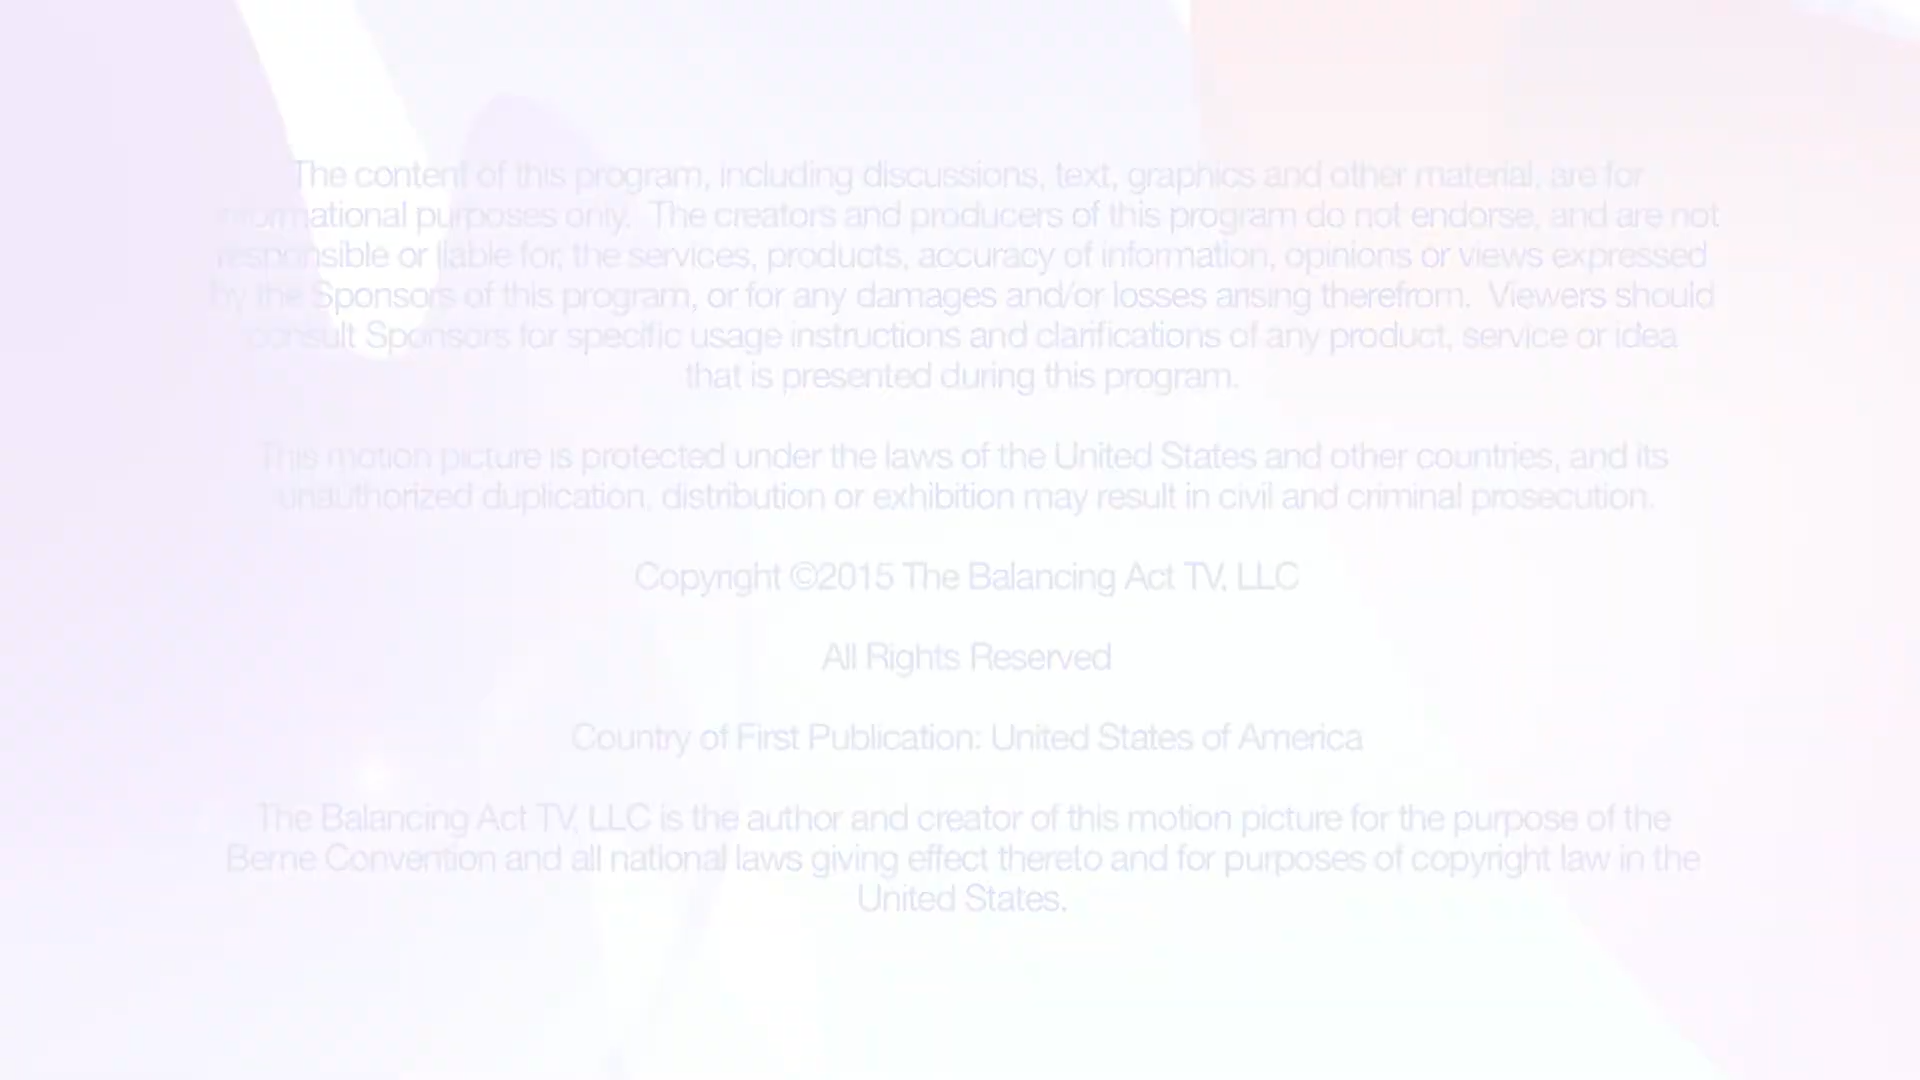 The content of this program, including discussions, text, graphics and other material, are for
informational purposes only.  The creators and producers of this program do not endorse, and are not
responsible or liable for, the services, products, accuracy of information, opinions or views expressed
by the Sponsors of this program, or for any damages and/or losses arising therefrom.  Viewers should
consult Sponsors for specific usage instructions and clarifications of any product, service or idea
that is presented during this program.
This motion picture is protected under the laws of the United States and other countries, and its
unauthorized duplication, distribution or exhibition may result in civil and criminal prosecution.
Copyright ©2015 The Balancing Act TV, LLC
All Rights Reserved
Country of First Publication: United States of America
The Balancing Act TV, LLC is the author and creator of this motion picture for the purpose of the
Berne Convention and all national laws giving effect thereto and for purposes of copyright law in the
United States.